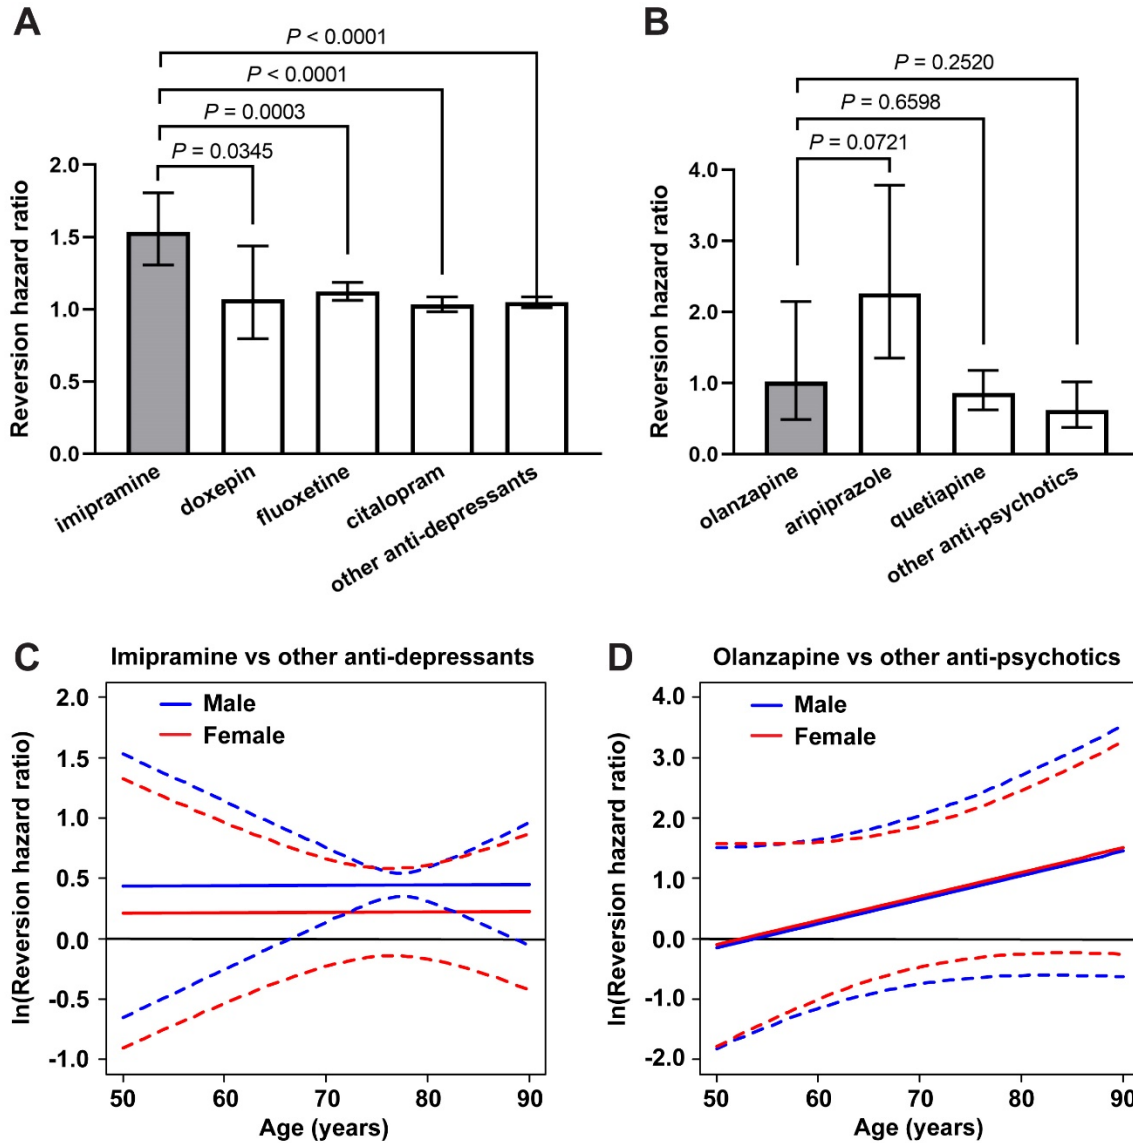 A
P < 0.0001
P < 0.0001
P = 0.0003
P = 0.0345
Reversion hazard ratio
2.0
1.5
1.0
0.5
0.0
imipramine
doxepin
fluoxetine
citalopram
other anti-depressants
B
P = 0.2520
P = 0.6598
P = 0.0721
Reversion hazard ratio
4.0
3.0
2.0
1.0
0.0
olanzapine
aripiprazole
quetiapine
other anti-psychotics
C
Imipramine vs other anti-depressants
Male
Female
ln(Reversion hazard ratio)
2.0
1.5
1.0
0.5
0.0
-0.5
-1.0
50 60 70 80 90
Age (years)
D
Olanzapine vs other anti-psychotics
Male
Female
ln(Reversion hazard ratio)
4.0
3.0
2.0
1.0
0.0
-1.0
-2.0
50 60 70 80 90
Age (years)